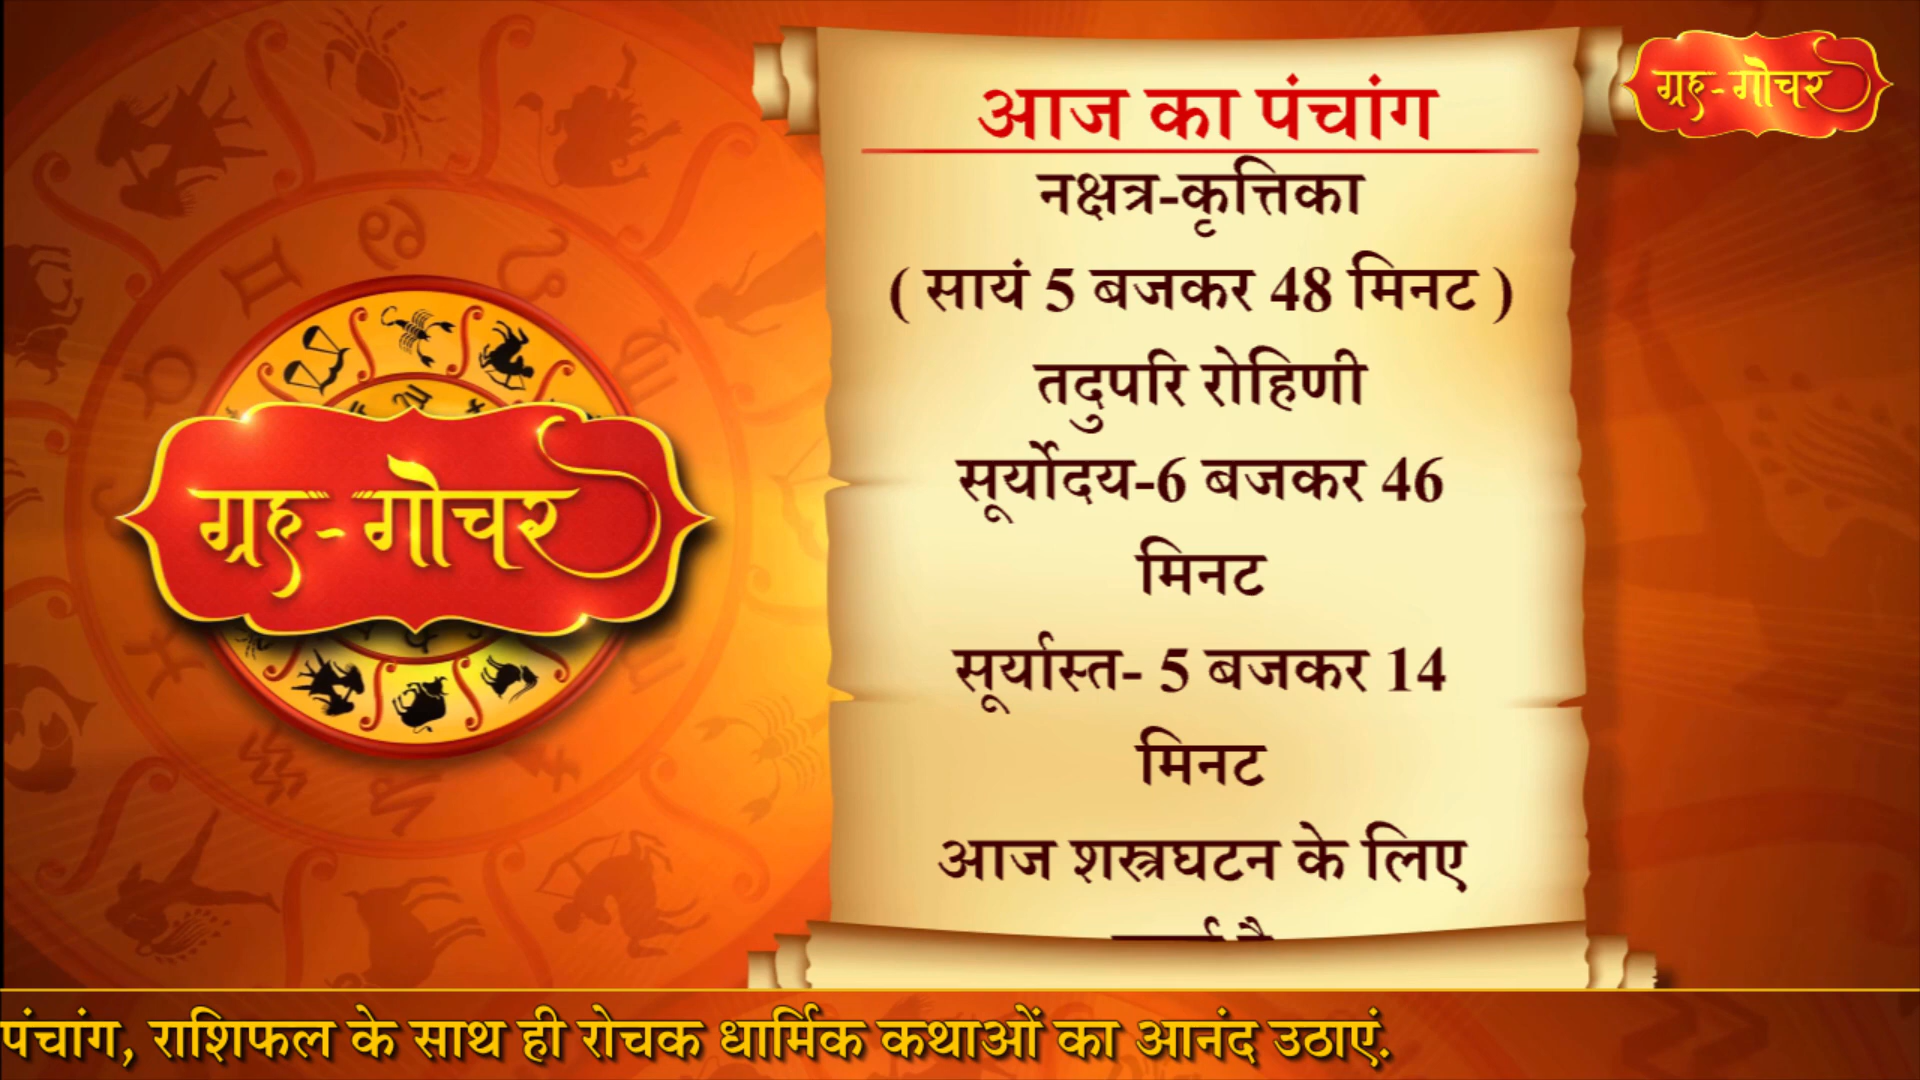 आज का पंचांग
ग्रह-गोचर
नक्षत्र-कृत्तिका
( सायं 5 बजकर 48 मिनट )
तदुपरि रोहिणी
सूर्योदय-6 बजकर 46
मिनट
सूर्यास्त- 5 बजकर 14
मिनट
आज शस्त्रघटन के लिए
ग्रह-गोचर
पंचांग, राशिफल के साथ ही रोचक धार्मिक कथाओं का आनंद उठाएं.